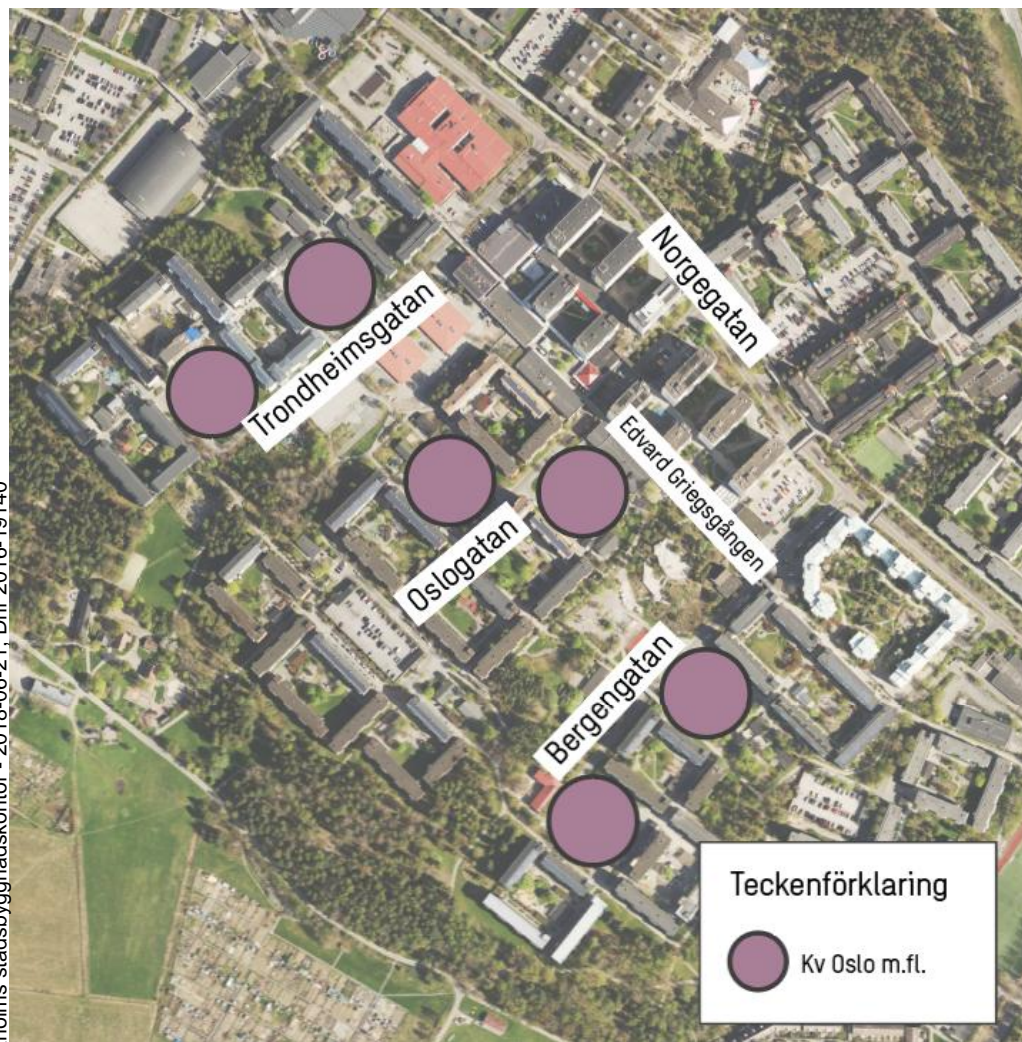 Norgegatan
Trondheimsgatan
Edvard Griegsgången
Oslogatan
Bergengatan
Teckenförklaring
Kv Oslo m.fl.